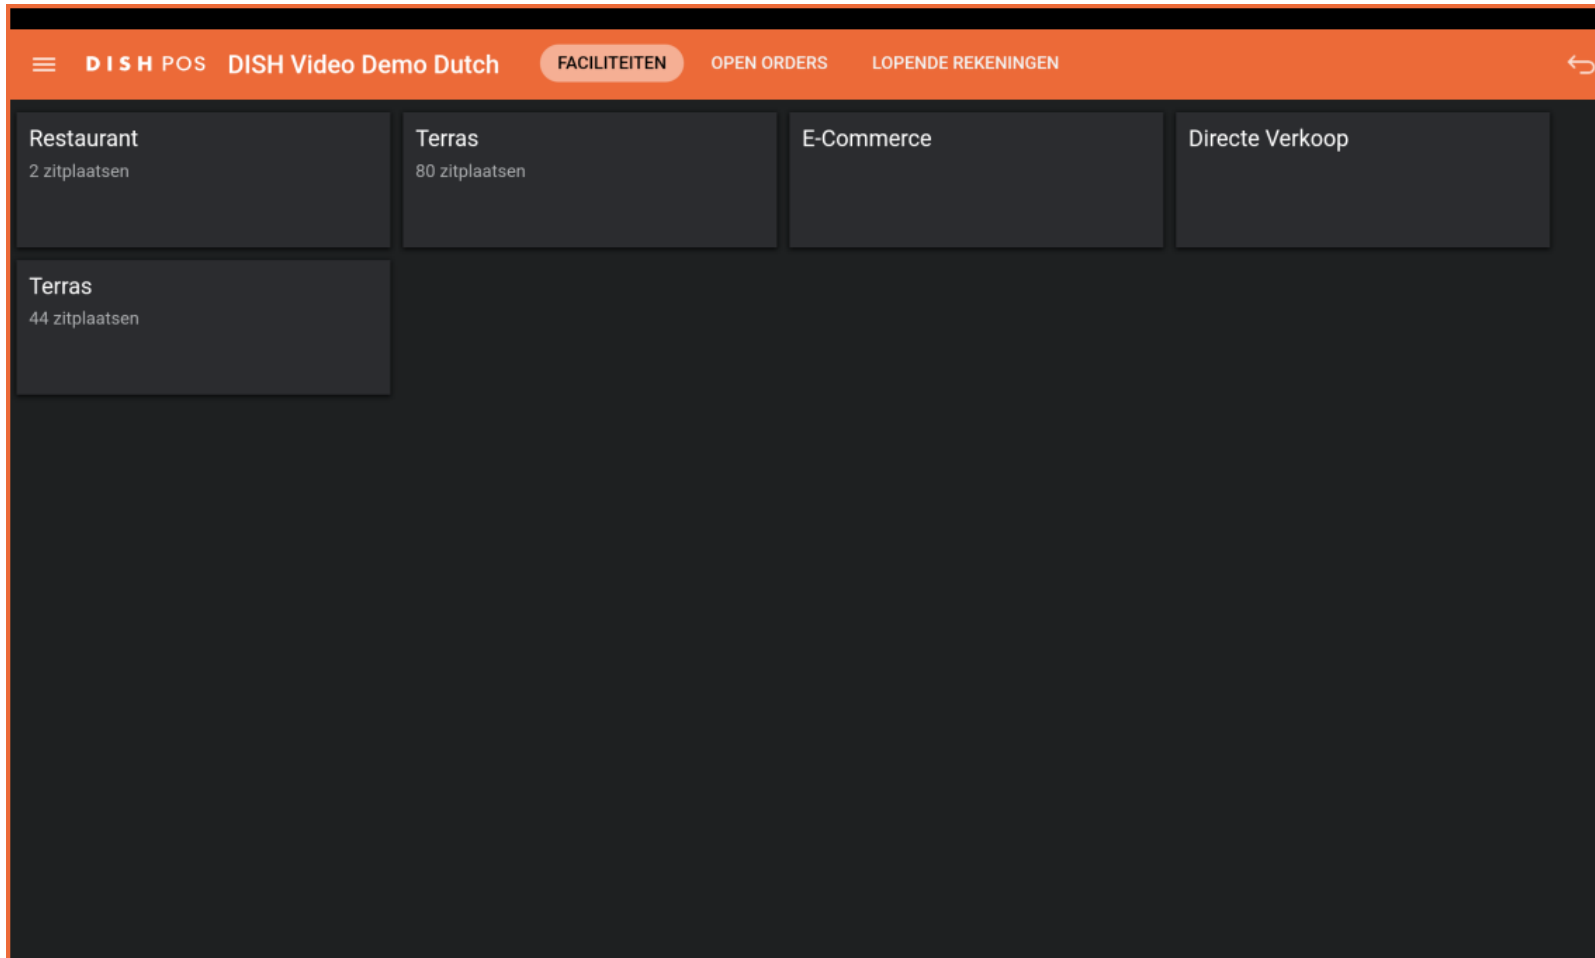 DISH POS DISH Video Demo Dutch FACILITEITEN OPEN ORDERS LOPENDE REKENINGEN
Restaurant
2 zitplaatsen
Terras
80 zitplaatsen
E-Commerce
Directe Verkoop
Terras
44 zitplaatsen